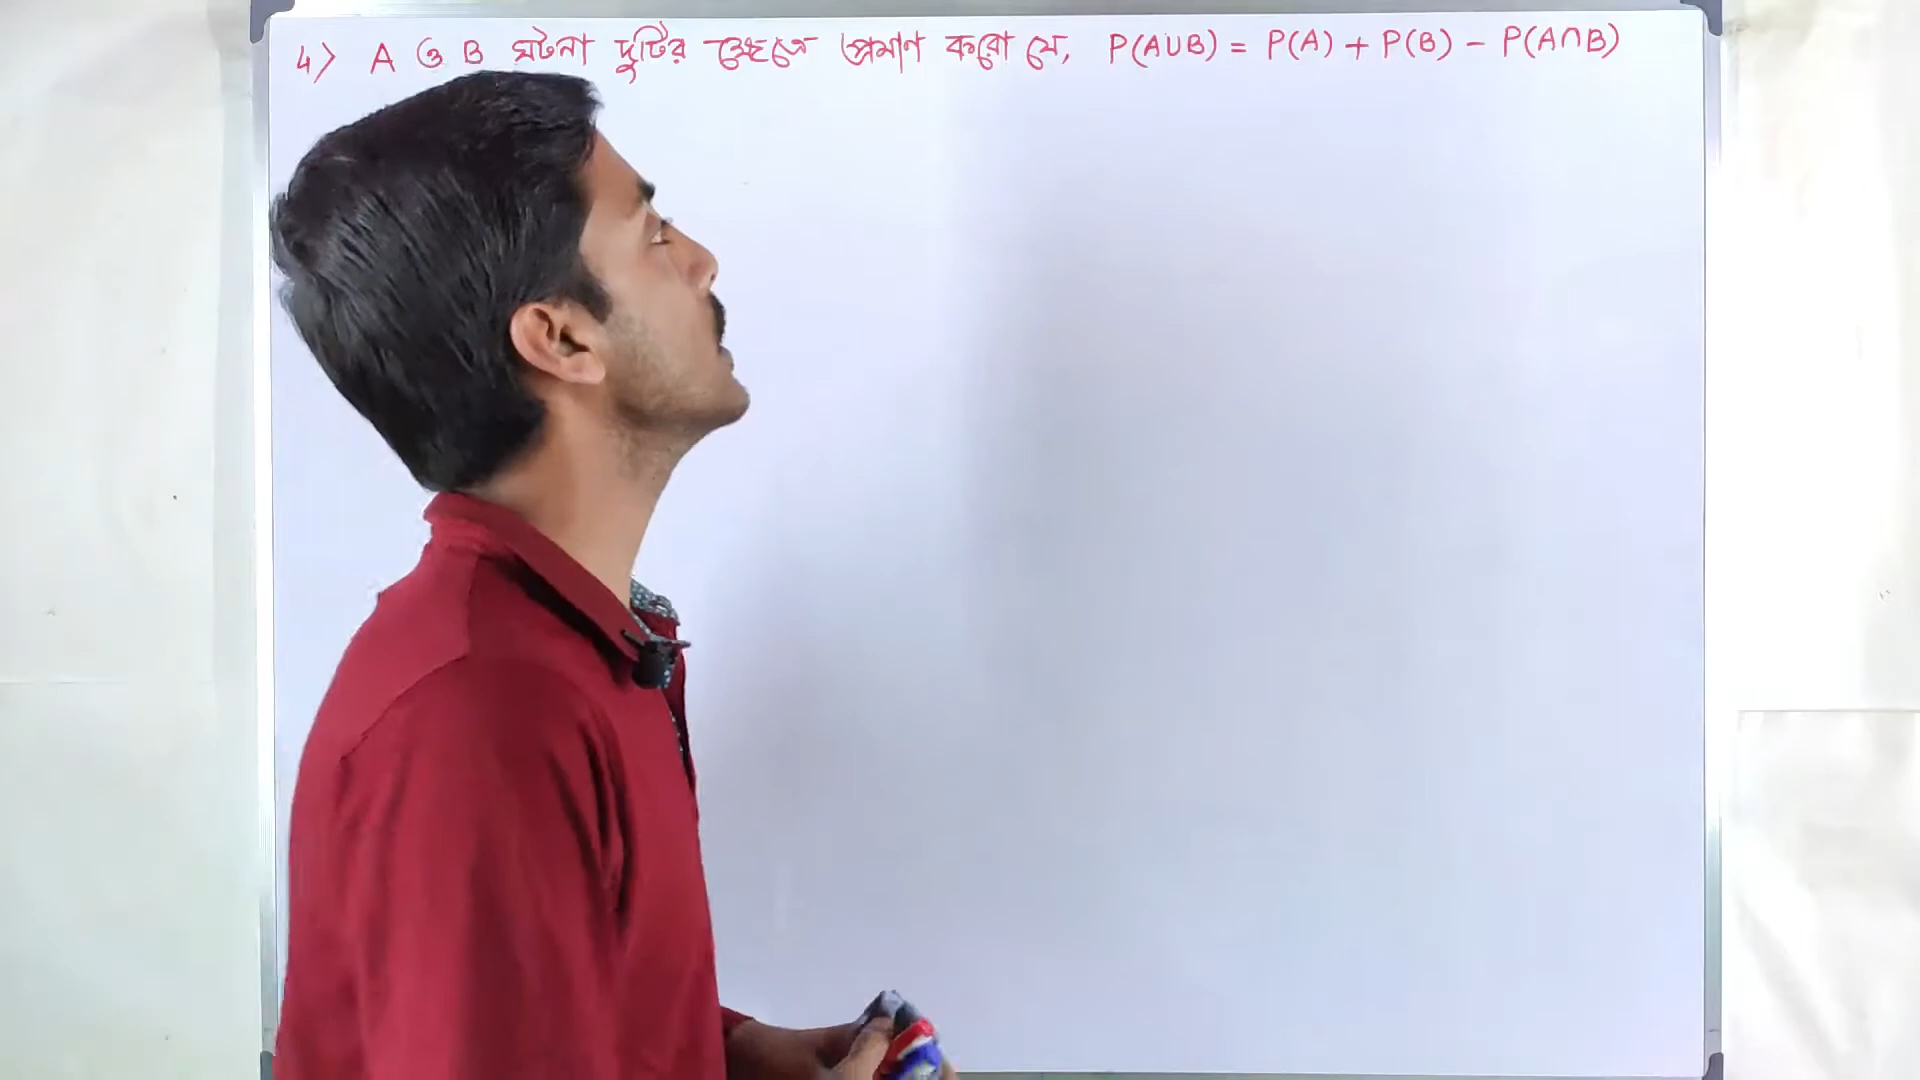 4) A ও B ঘটনা দুটির ক্ষেত্রে প্রমাণ করো যে, P(A∪B) = P(A) + P(B) - P(A∩B)